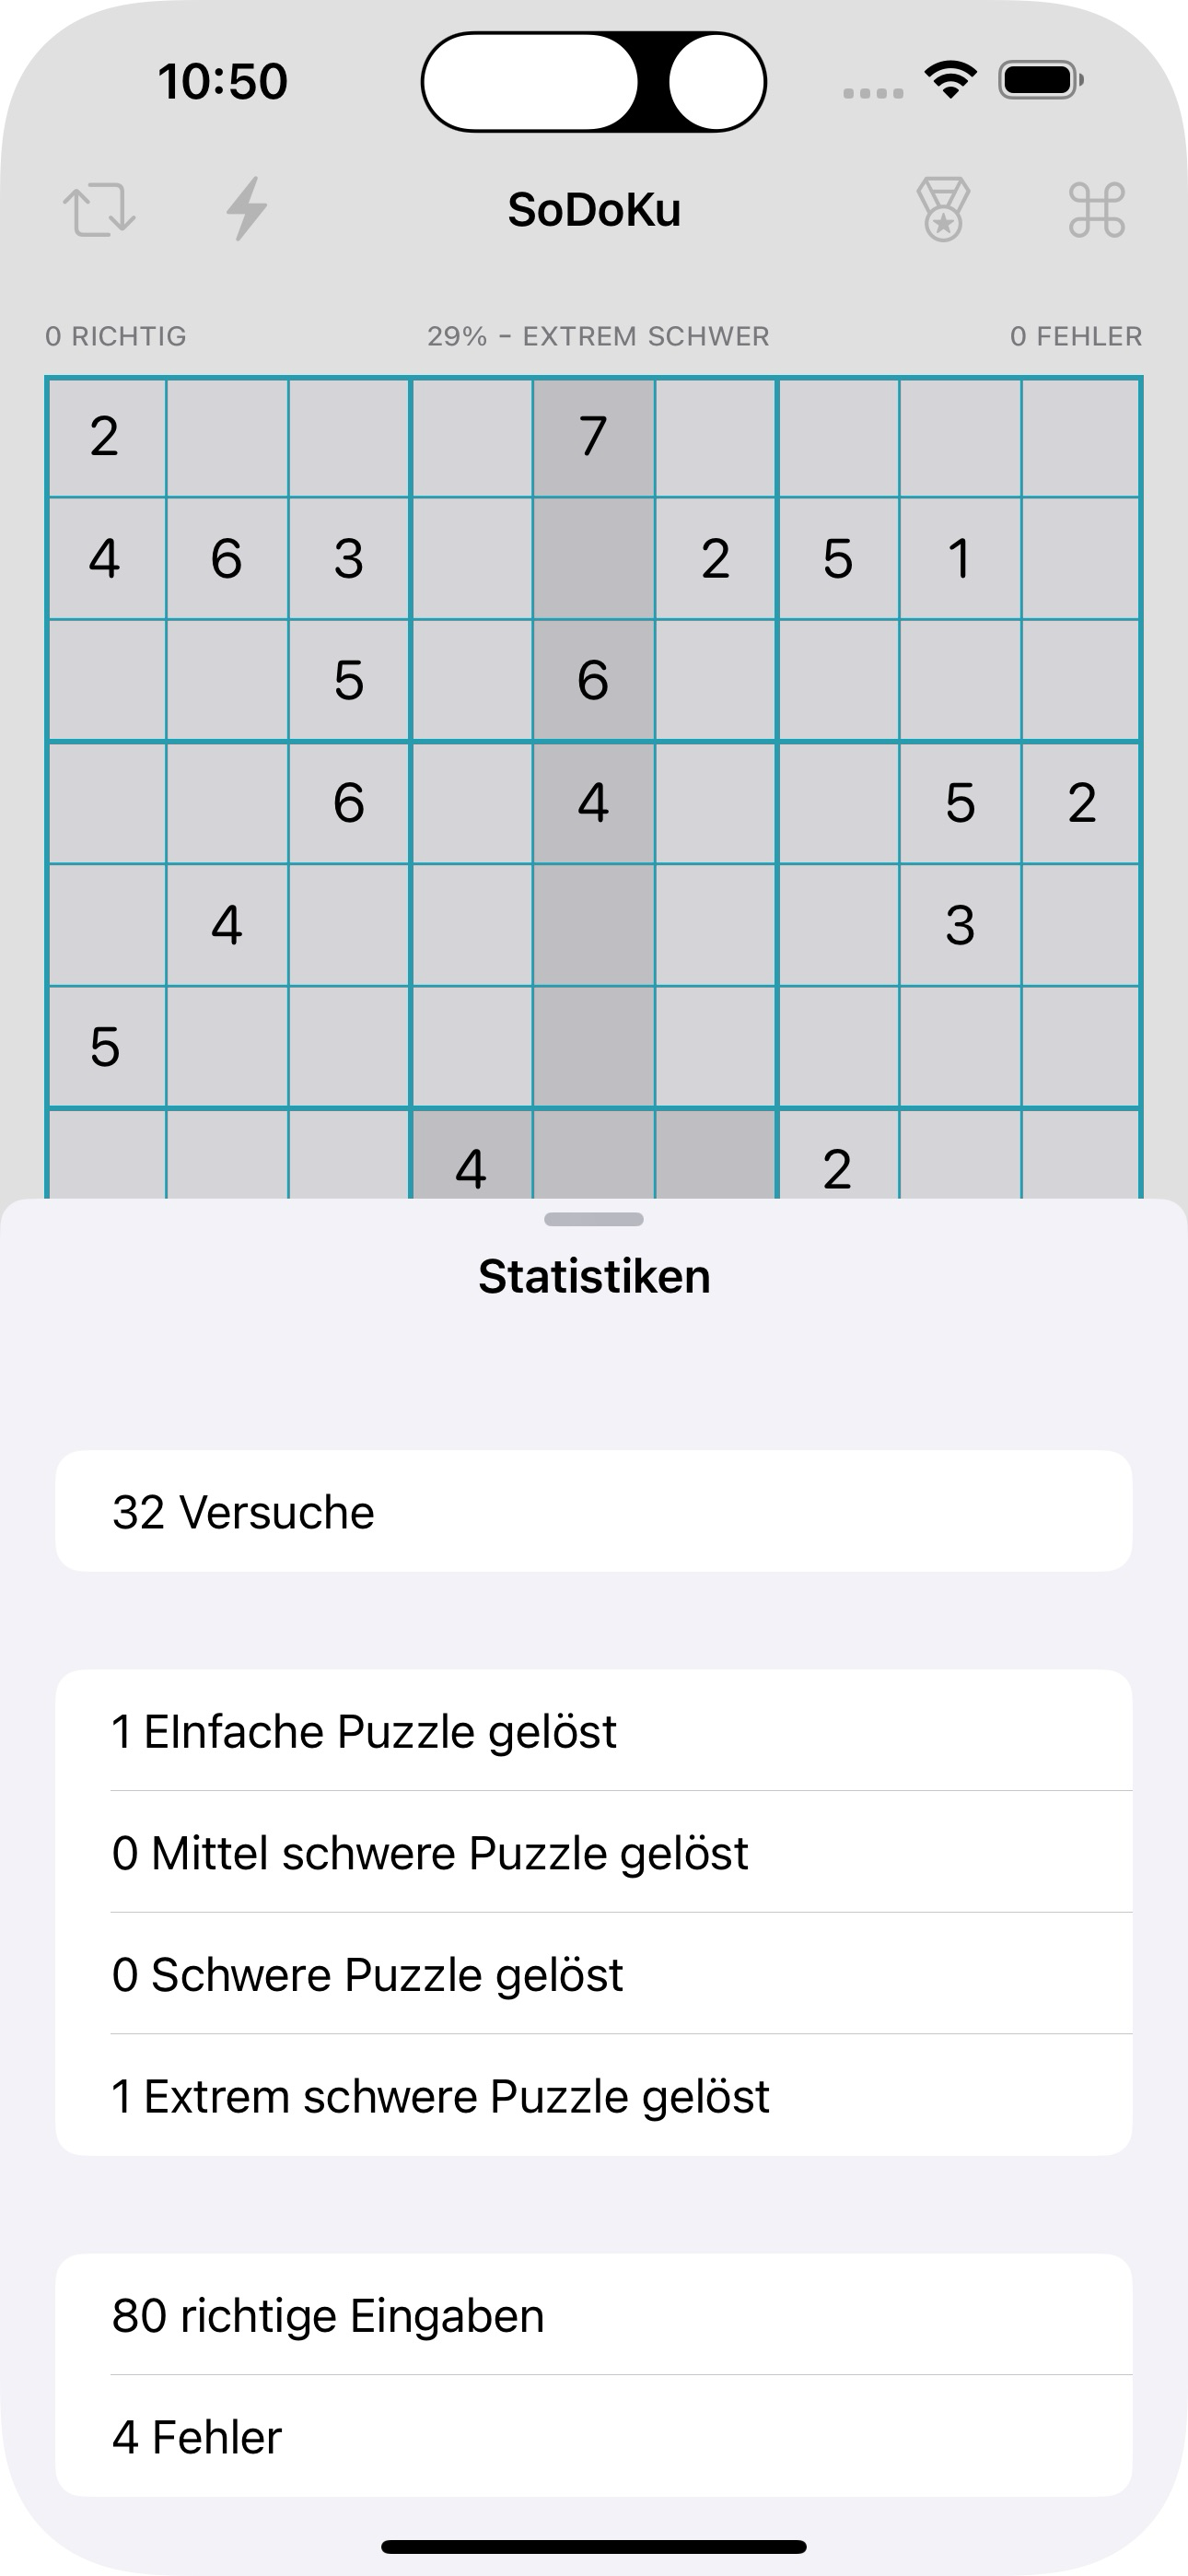 10:50
SoDoKu
0 RICHTIG 29% - EXTREM SCHWER 0 FEHLER
2 7
4 6 3 2 5 1
5 6
6 4 5 2
4 3
5
4 2
Statistiken
32 Versuche
1 EInfache Puzzle gelöst
0 Mittel schwere Puzzle gelöst
0 Schwere Puzzle gelöst
1 Extrem schwere Puzzle gelöst
80 richtige Eingaben
4 Fehler